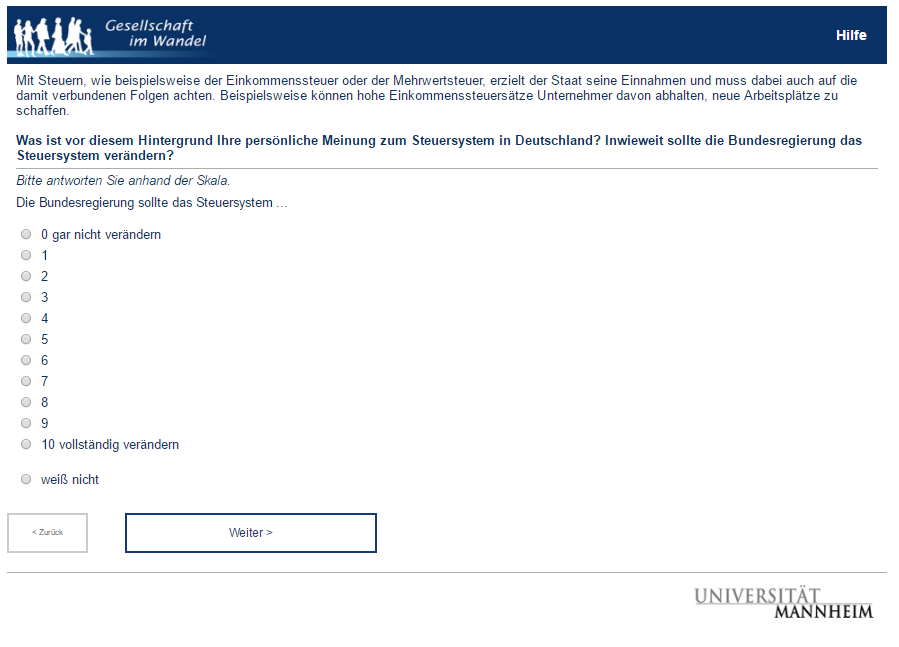 Gesellschaft
im Wandel
Hilfe
Mit Steuern, wie beispielsweise der Einkommenssteuer oder der Mehrwertsteuer, erzielt der Staat seine Einnahmen und muss dabei auch auf die
damit verbundenen Folgen achten. Beispielsweise können hohe Einkommenssteuersätze Unternehmer davon abhalten, neue Arbeitsplätze zu
schaffen.
Was ist vor diesem Hintergrund Ihre persönliche Meinung zum Steuersystem in Deutschland? Inwieweit sollte die Bundesregierung das
Steuersystem verändern?
Bitte antworten Sie anhand der Skala.
Die Bundesregierung sollte das Steuersystem ...
0 gar nicht verändern
1
2
3
4
5
6
7
8
9
10 vollständig verändern
weiß nicht
< Zurück
Weiter >
UNIVERSITÄT
MANNHEIM